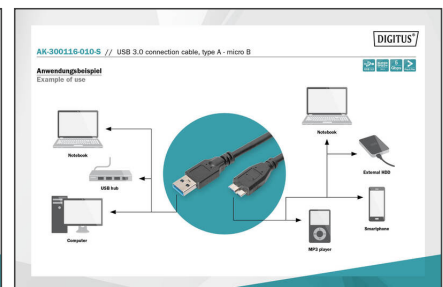 DIGITUS®
AK-300116-010-S // USB 3.0 connection cable, type A - micro B
Anwendungsbeispiel
Example of use
Notebook
USB hub
Computer
Notebook
External HDD
Smartphone
MP3 player